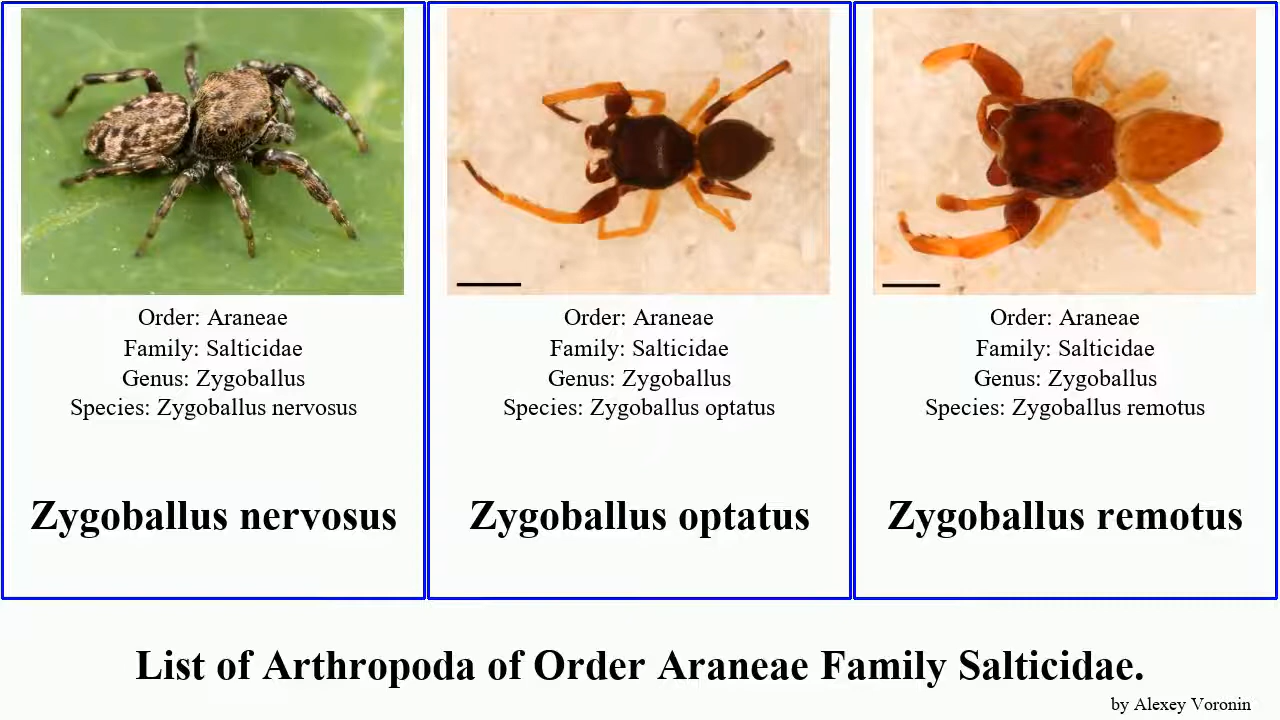 Order: Araneae
Family: Salticidae
Genus: Zygoballus
Species: Zygoballus nervosus
Zygoballus nervosus
Order: Araneae
Family: Salticidae
Genus: Zygoballus
Species: Zygoballus optatus
Zygoballus optatus
Order: Araneae
Family: Salticidae
Genus: Zygoballus
Species: Zygoballus remotus
Zygoballus remotus
List of Arthropoda of Order Araneae Family Salticidae.
by Alexey Voronin